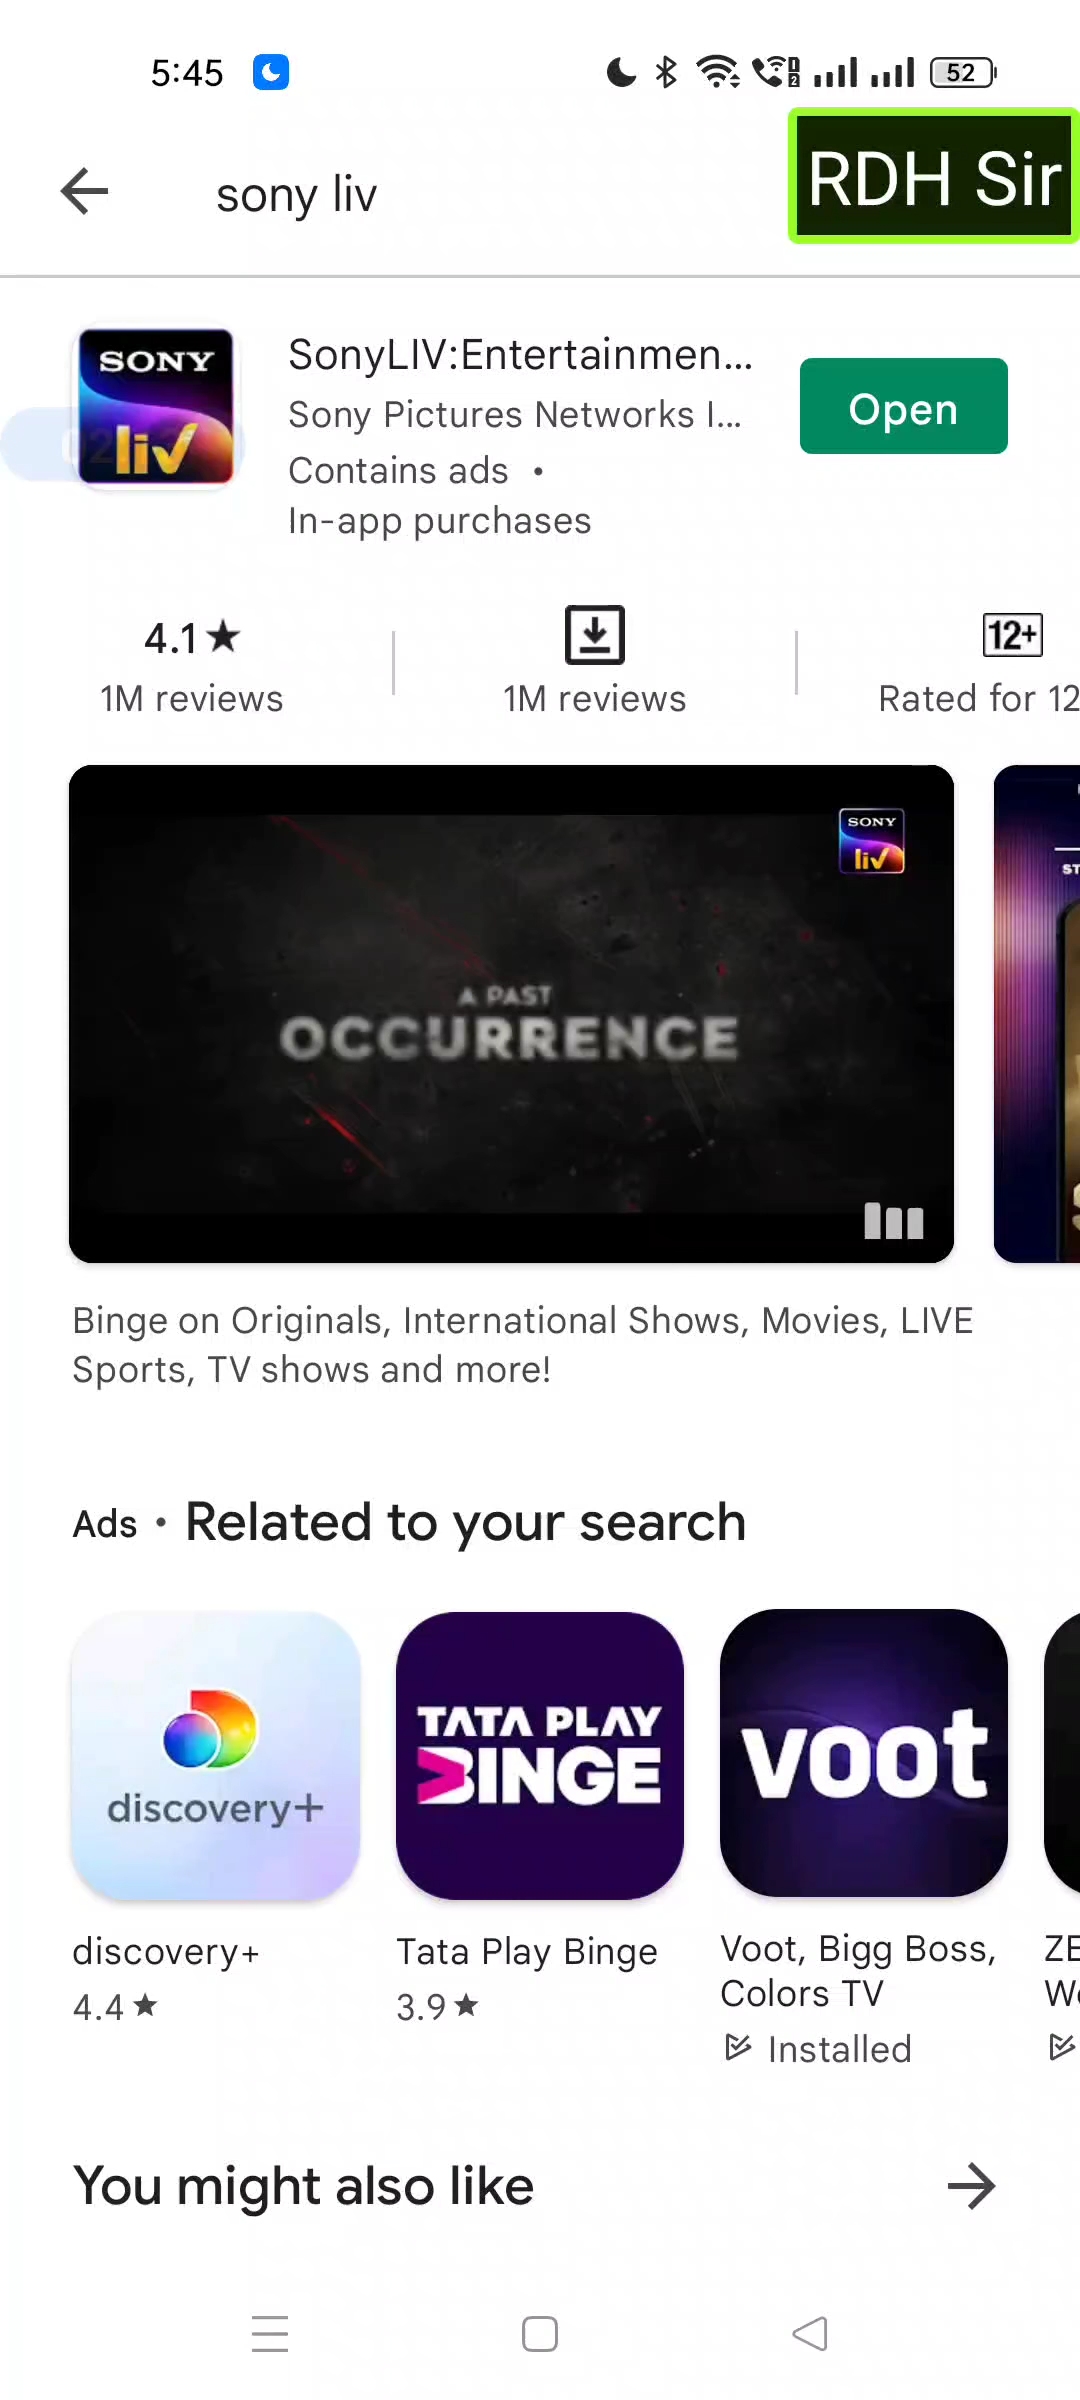 5:45
52
sony liv
RDH Sir
SONY
liv
SonyLIV:Entertainmen...
Open
Sony Pictures Networks I...
Contains ads •
In-app purchases
4.1★
12+
1M reviews
1M reviews
Rated for 12
SONY
liv
ST
A PAST
OCCURRENCE
Binge on Originals, International Shows, Movies, LIVE
Sports, TV shows and more!
Ads • Related to your search
discovery+
TATA PLAY
BINGE
voot
discovery+
Tata Play Binge
Voot, Bigg Boss,
Colors TV
ZE
4.4★
3.9★
Installed
You might also like